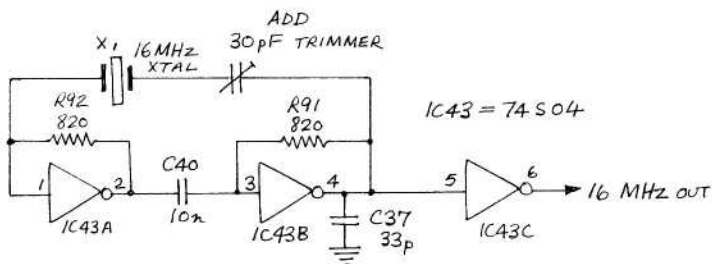 ADD
30pF TRIMMER
X1
16MHz
XTAL
R92
820
R91
820
IC43 = 74S04
C40
10n
1
2
3
4
5
6
16 MHz OUT
IC43A
IC43B
C37
33p
IC43C